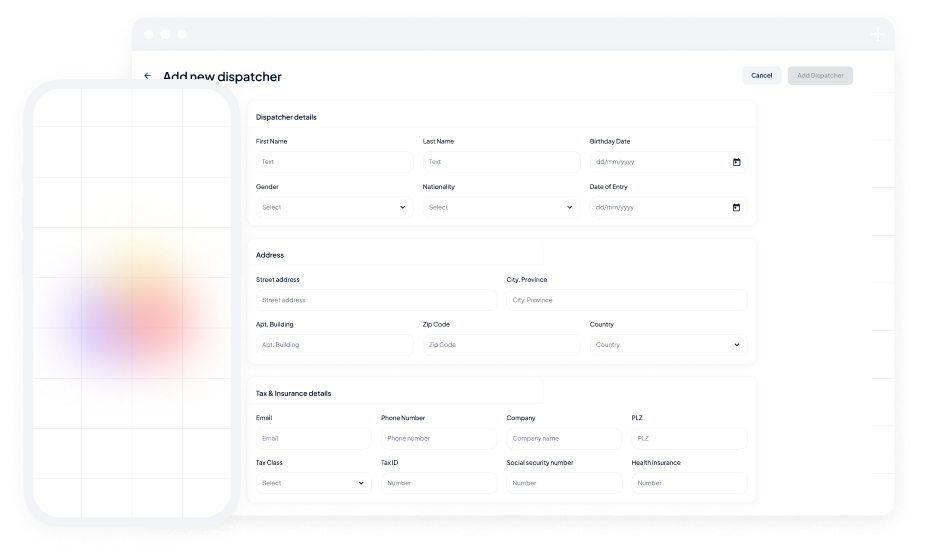 Add new dispatcher
Cancel
Add Dispatcher
Dispatcher details
First Name
Last Name
Birthday Date
Text
Text
dd/mm/yyyy
Gender
Nationality
Date of Entry
Select
Select
dd/mm/yyyy
Address
Street address
City, Province
Street address
City, Province
Apt, Building
Zip Code
Country
Apt. Building
Zip Code
Country
Tax & Insurance details
Email
Phone Number
Company
PLZ
Email
Phone number
Company name
PLZ
Tax Class
Tax ID
Social security number
Health Insurance
Select
Number
Number
Number